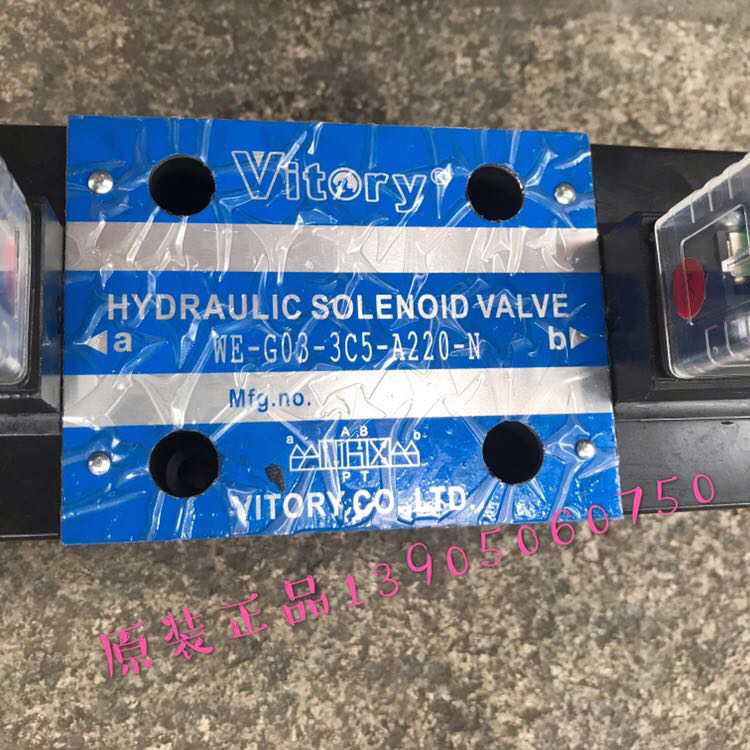 Vitory®
HYDRAULIC SOLENOID VALVE
a WE-G03-3C5-A220-N b
Mfg.no.
A B
a b
P T
VITORY CO.,LTD.
原装正品13905060750